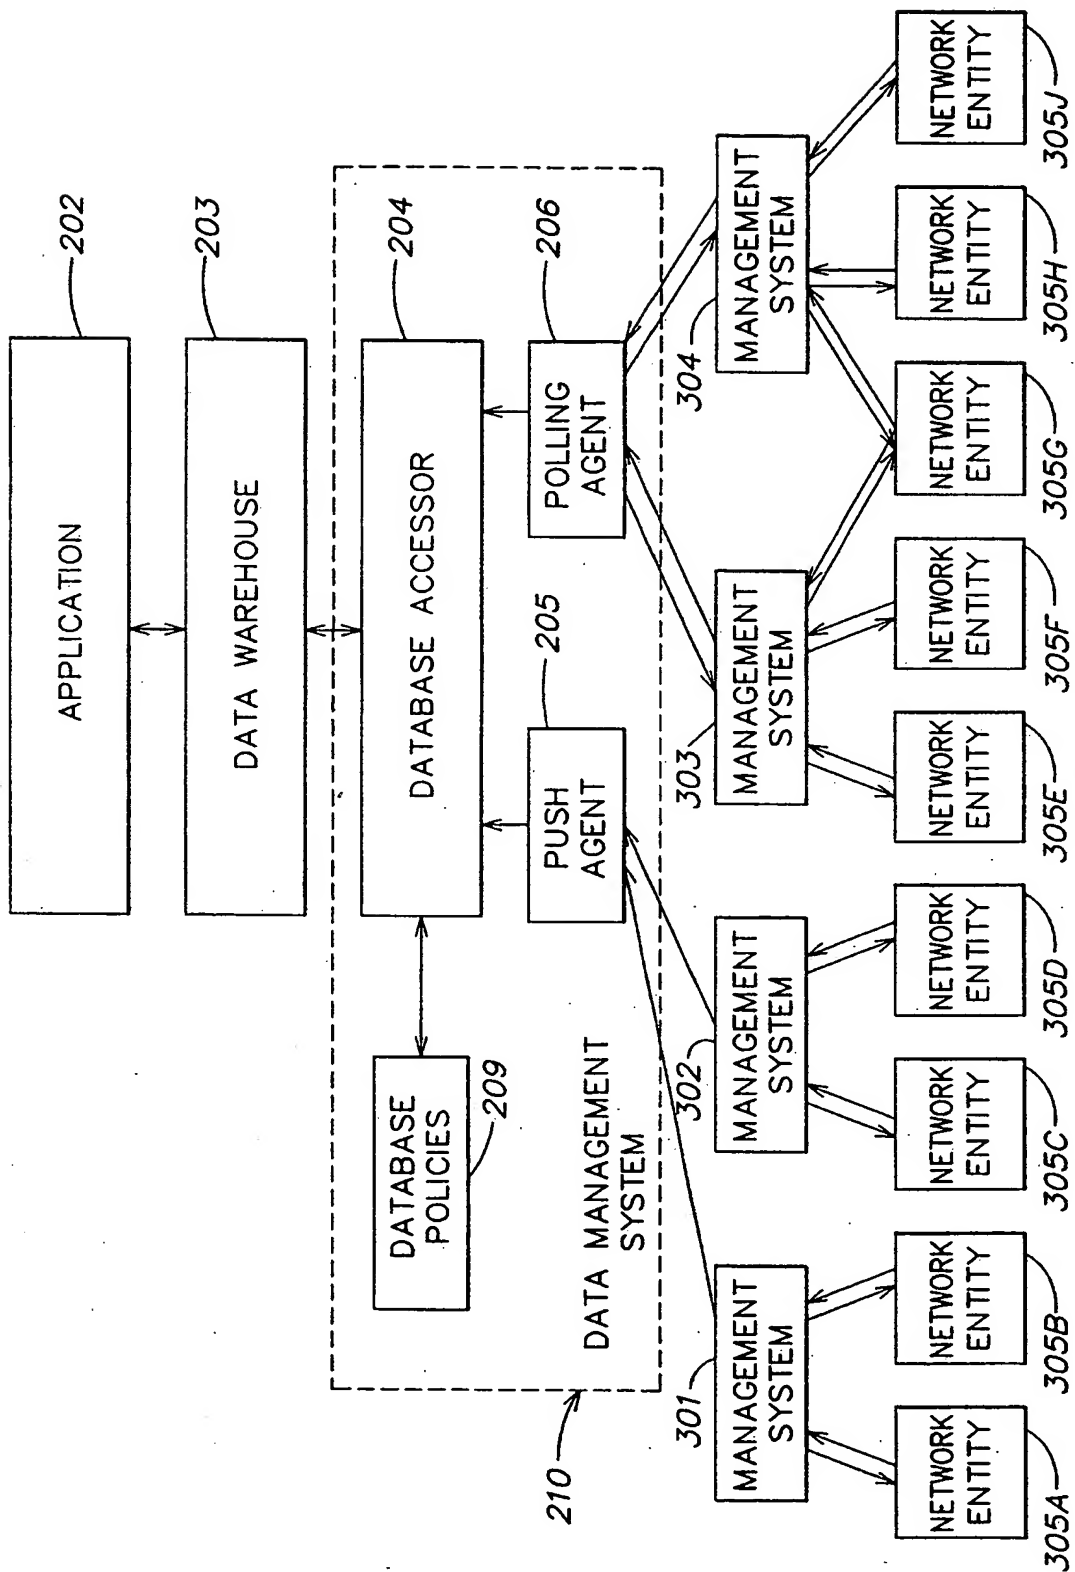 APPLICATION
202
DATA WAREHOUSE
203
DATABASE ACCESSOR
204
DATABASE
POLICIES
209
PUSH
AGENT
205
POLLING
AGENT
206
DATA MANAGEMENT
SYSTEM
210
301
MANAGEMENT
SYSTEM
302
MANAGEMENT
SYSTEM
303
MANAGEMENT
SYSTEM
304
MANAGEMENT
SYSTEM
NETWORK
ENTITY
305A
NETWORK
ENTITY
305B
NETWORK
ENTITY
305C
NETWORK
ENTITY
305D
NETWORK
ENTITY
305E
NETWORK
ENTITY
305F
NETWORK
ENTITY
305G
NETWORK
ENTITY
305H
NETWORK
ENTITY
305J